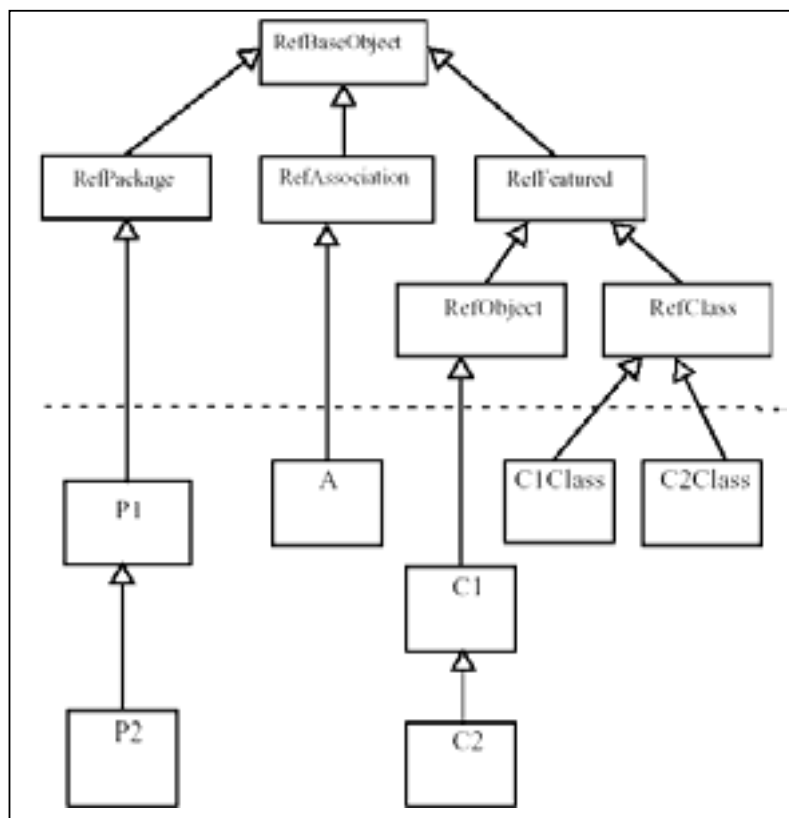 RefBaseObject
RefPackage
RefAssociation
RefFeatured
RefObject
RefClass
A
C1Class
C2Class
P1
C1
P2
C2